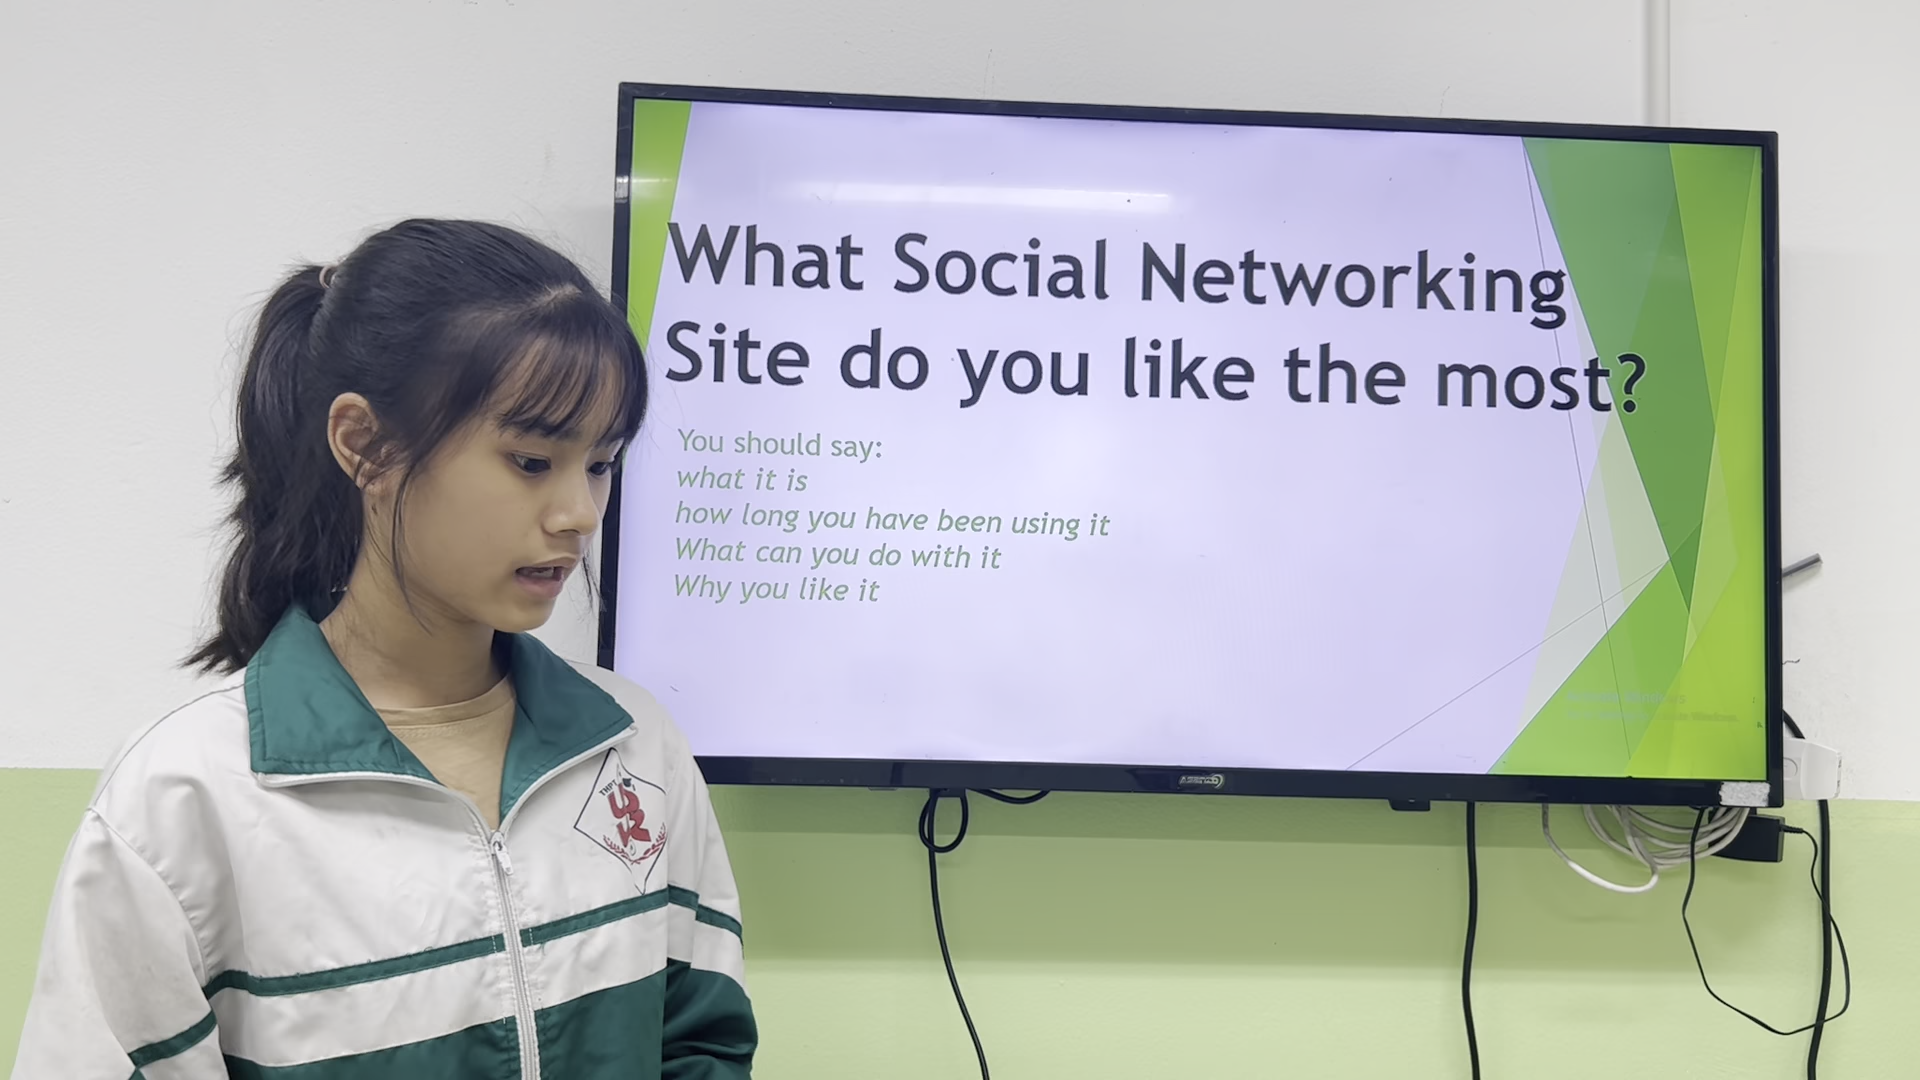 What Social Networking
Site do you like the most?
You should say:
what it is
how long you have been using it
What can you do with it
Why you like it
THPT